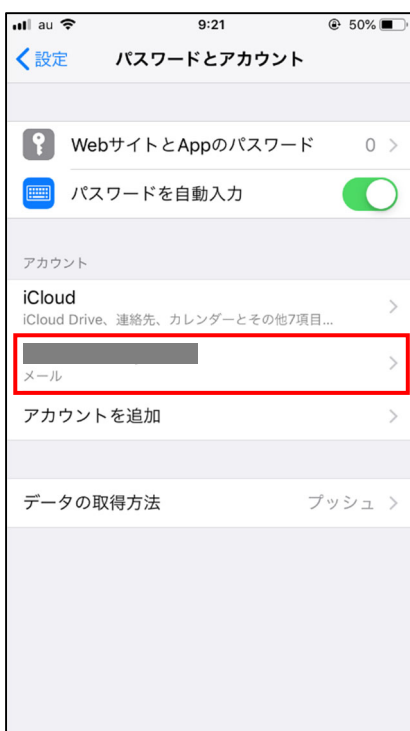 au 9:21 50%
設定 パスワードとアカウント
WebサイトとAppのパスワード 0
パスワードを自動入力
アカウント
iCloud
iCloud Drive、連絡先、カレンダーとその他7項目...
メール
アカウントを追加
データの取得方法 プッシュ